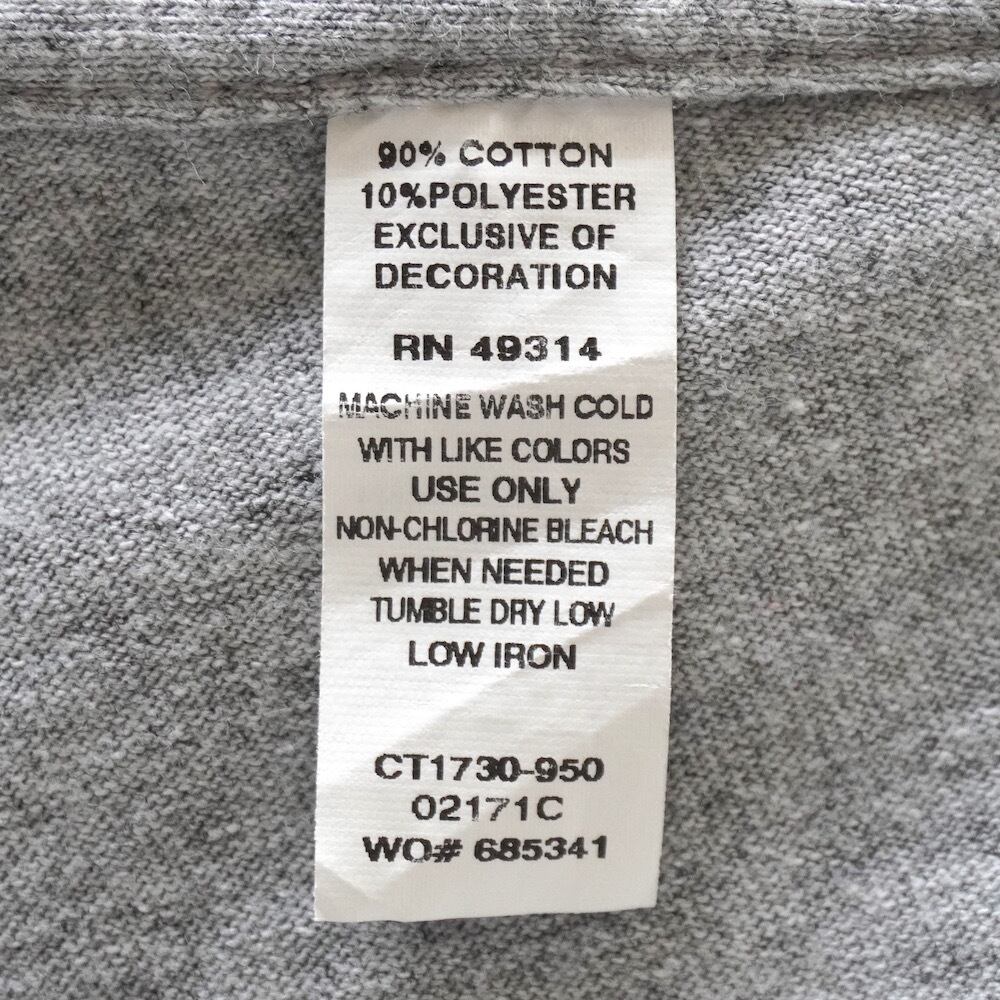 90% COTTON
10%POLYESTER
EXCLUSIVE OF
DECORATION
RN 49314
MACHINE WASH COLD
WITH LIKE COLORS
USE ONLY
NON-CHLORINE BLEACH
WHEN NEEDED
TUMBLE DRY LOW
LOW IRON
CT1730-950
02171C
WO# 685341